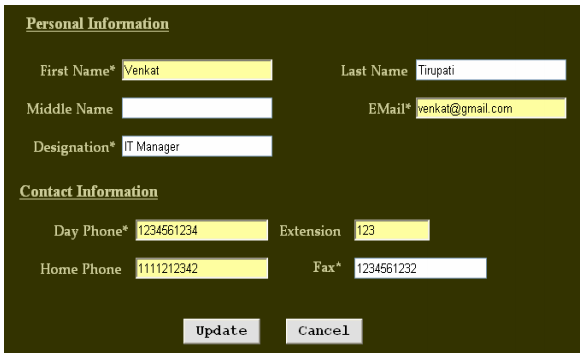 Personal Information
First Name* Venkat Last Name Tirupati
Middle Name EMail* venkat@gmail.com
Designation* IT Manager
Contact Information
Day Phone* 1234561234 Extension 123
Home Phone 1111212342 Fax* 1234561232
Update Cancel